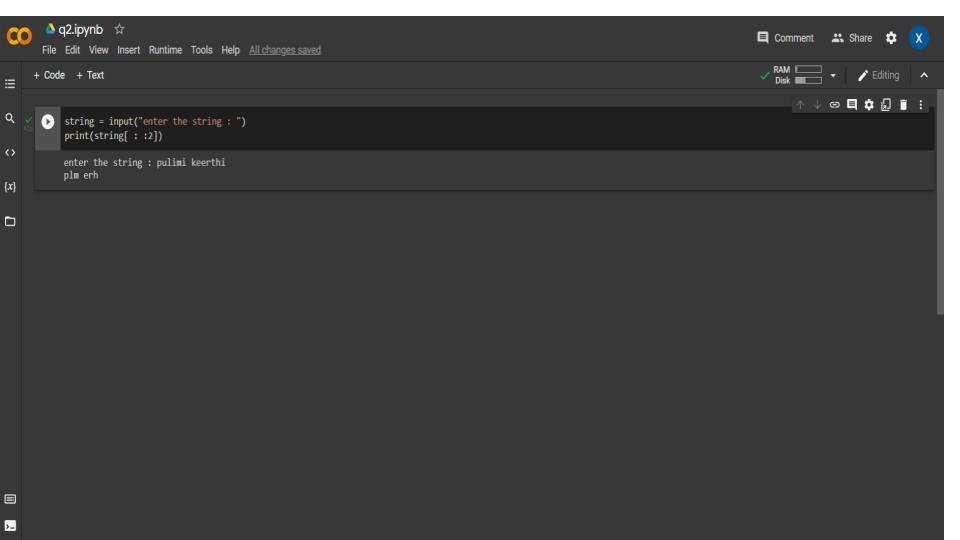 q2.ipynb
File Edit View Insert Runtime Tools Help All changes saved
Comment Share X
+ Code + Text
RAM
Disk
Editing
string = input("enter the string : ")
print(string[ : :2])
enter the string : pulimi keerthi
plm erh
{x}